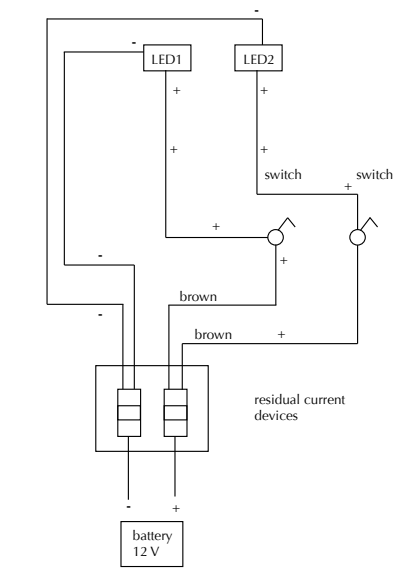 -
-
LED1 LED2
+ +
+ +
switch switch
+
+
+
-
brown
-
brown +
residual current
devices
- +
battery
12 V